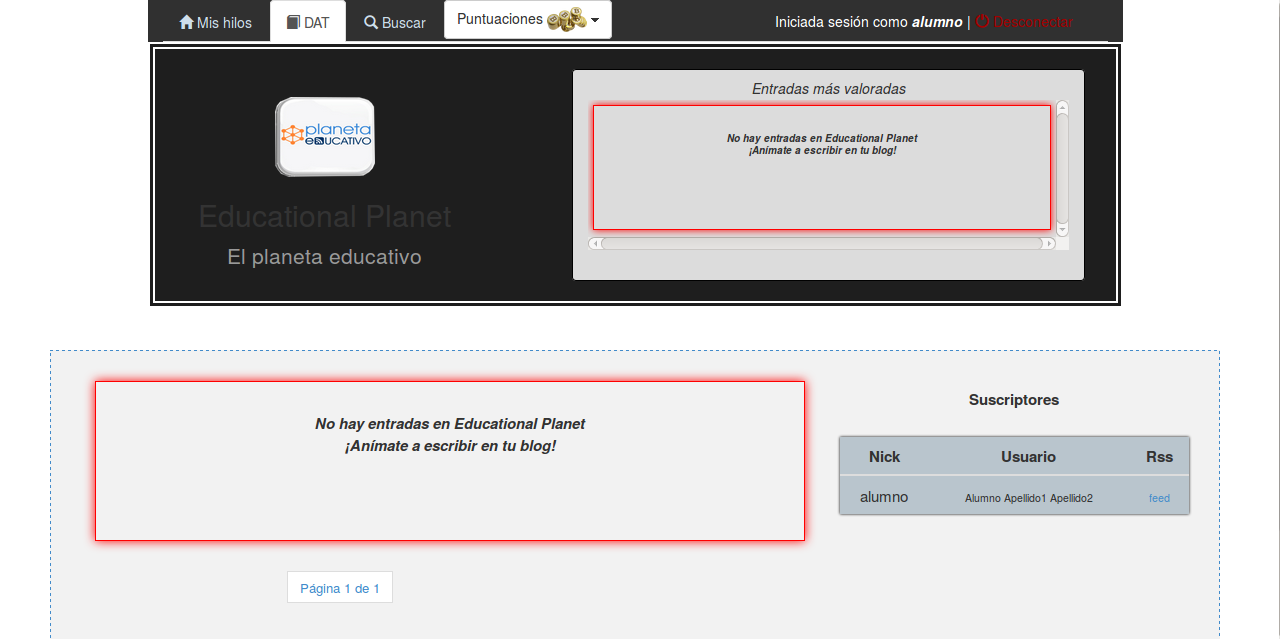 Mis hilos DAT Buscar Puntuaciones Iniciada sesión como alumno | Desconectar
Entradas más valoradas
No hay entradas en Educational Planet
¡Anímate a escribir en tu blog!
planeta
eDUCATIVO
Educational Planet
El planeta educativo
No hay entradas en Educational Planet
¡Anímate a escribir en tu blog!
Página 1 de 1
Suscriptores
Nick Usuario Rss
alumno Alumno Apellido1 Apellido2 feed